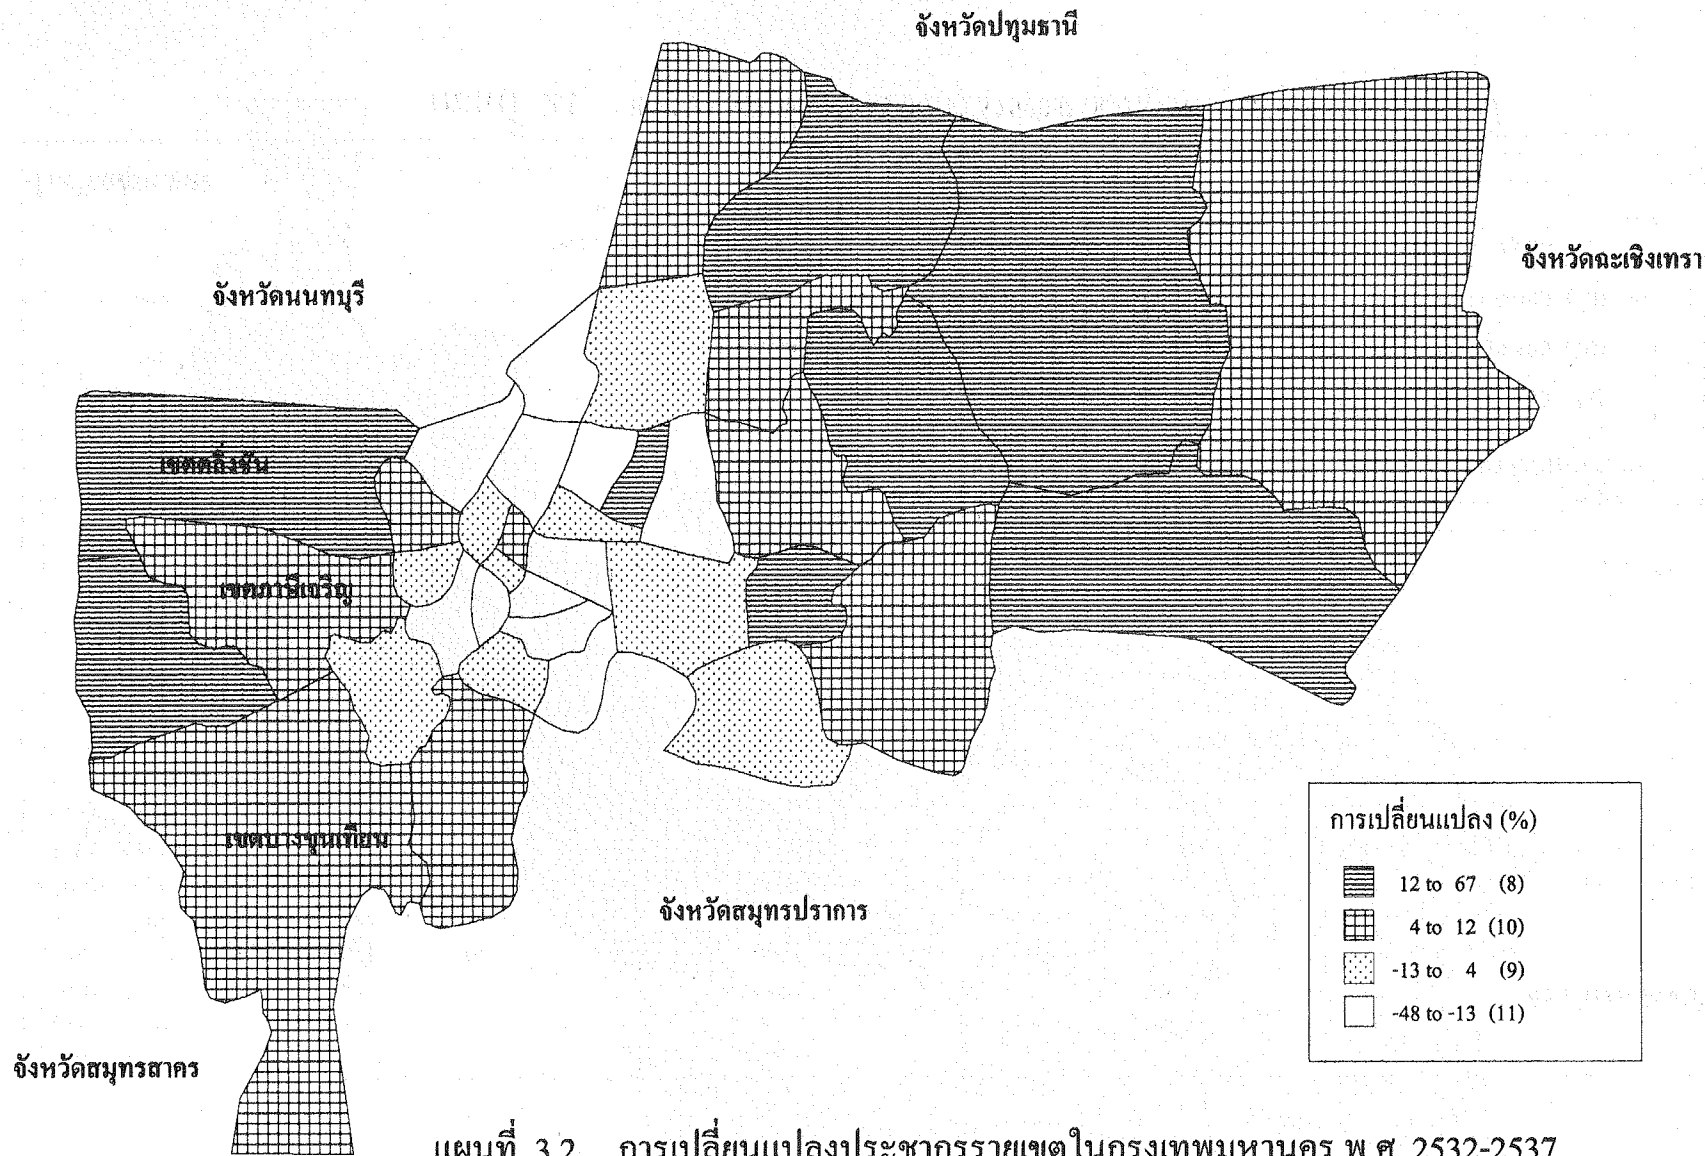 จังหวัดปทุมธานี
จังหวัดฉะเชิงเทรา
จังหวัดนนทบุรี
เขตตลิ่งชัน
เขตภาษีเจริญ
การเปลี่ยนแปลง (%)
เขตบางขุนเทียน
12 to 67 (8)
จังหวัดสมุทรปราการ
4 to 12 (10)
-13 to 4 (9)
-48 to -13 (11)
จังหวัดสมุทรสาคร
แผนที่ 3.2 การเปลี่ยนแปลงประชากรรายเขตในกรุงเทพมหานคร พ.ศ. 2532-2537